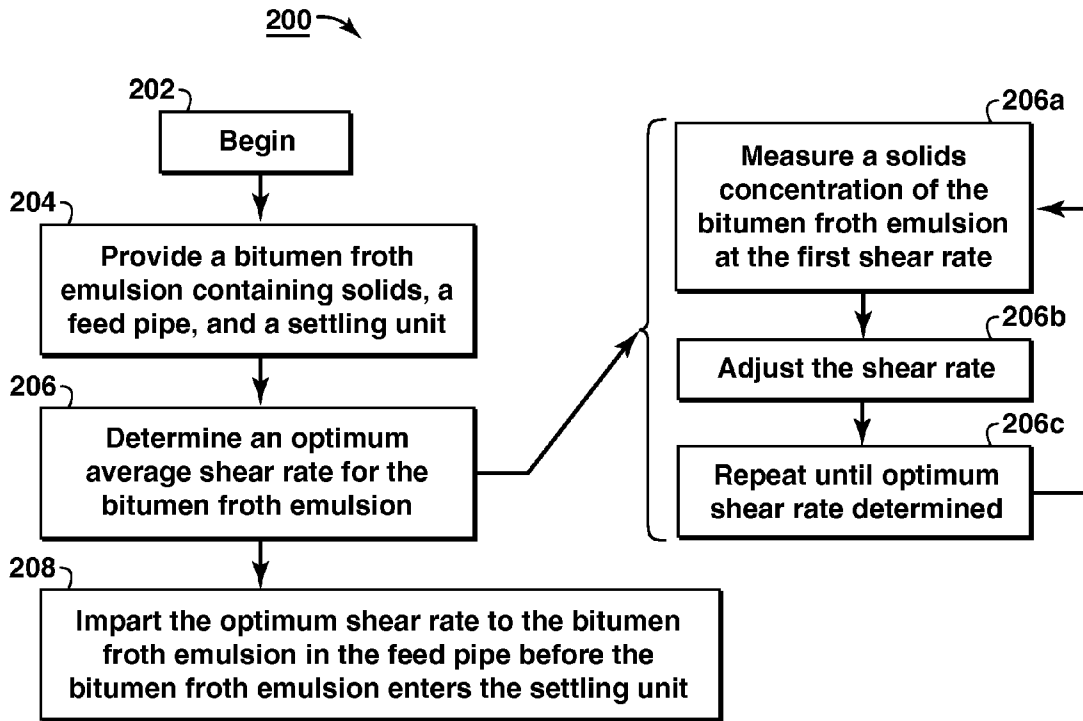 200
202
Begin
204
Provide a bitumen froth
emulsion containing solids, a
feed pipe, and a settling unit
206
Determine an optimum
average shear rate for the
bitumen froth emulsion
208
Impart the optimum shear rate to the bitumen
froth emulsion in the feed pipe before the
bitumen froth emulsion enters the settling unit
206a
Measure a solids
concentration of the
bitumen froth emulsion
at the first shear rate
206b
Adjust the shear rate
206c
Repeat until optimum
shear rate determined